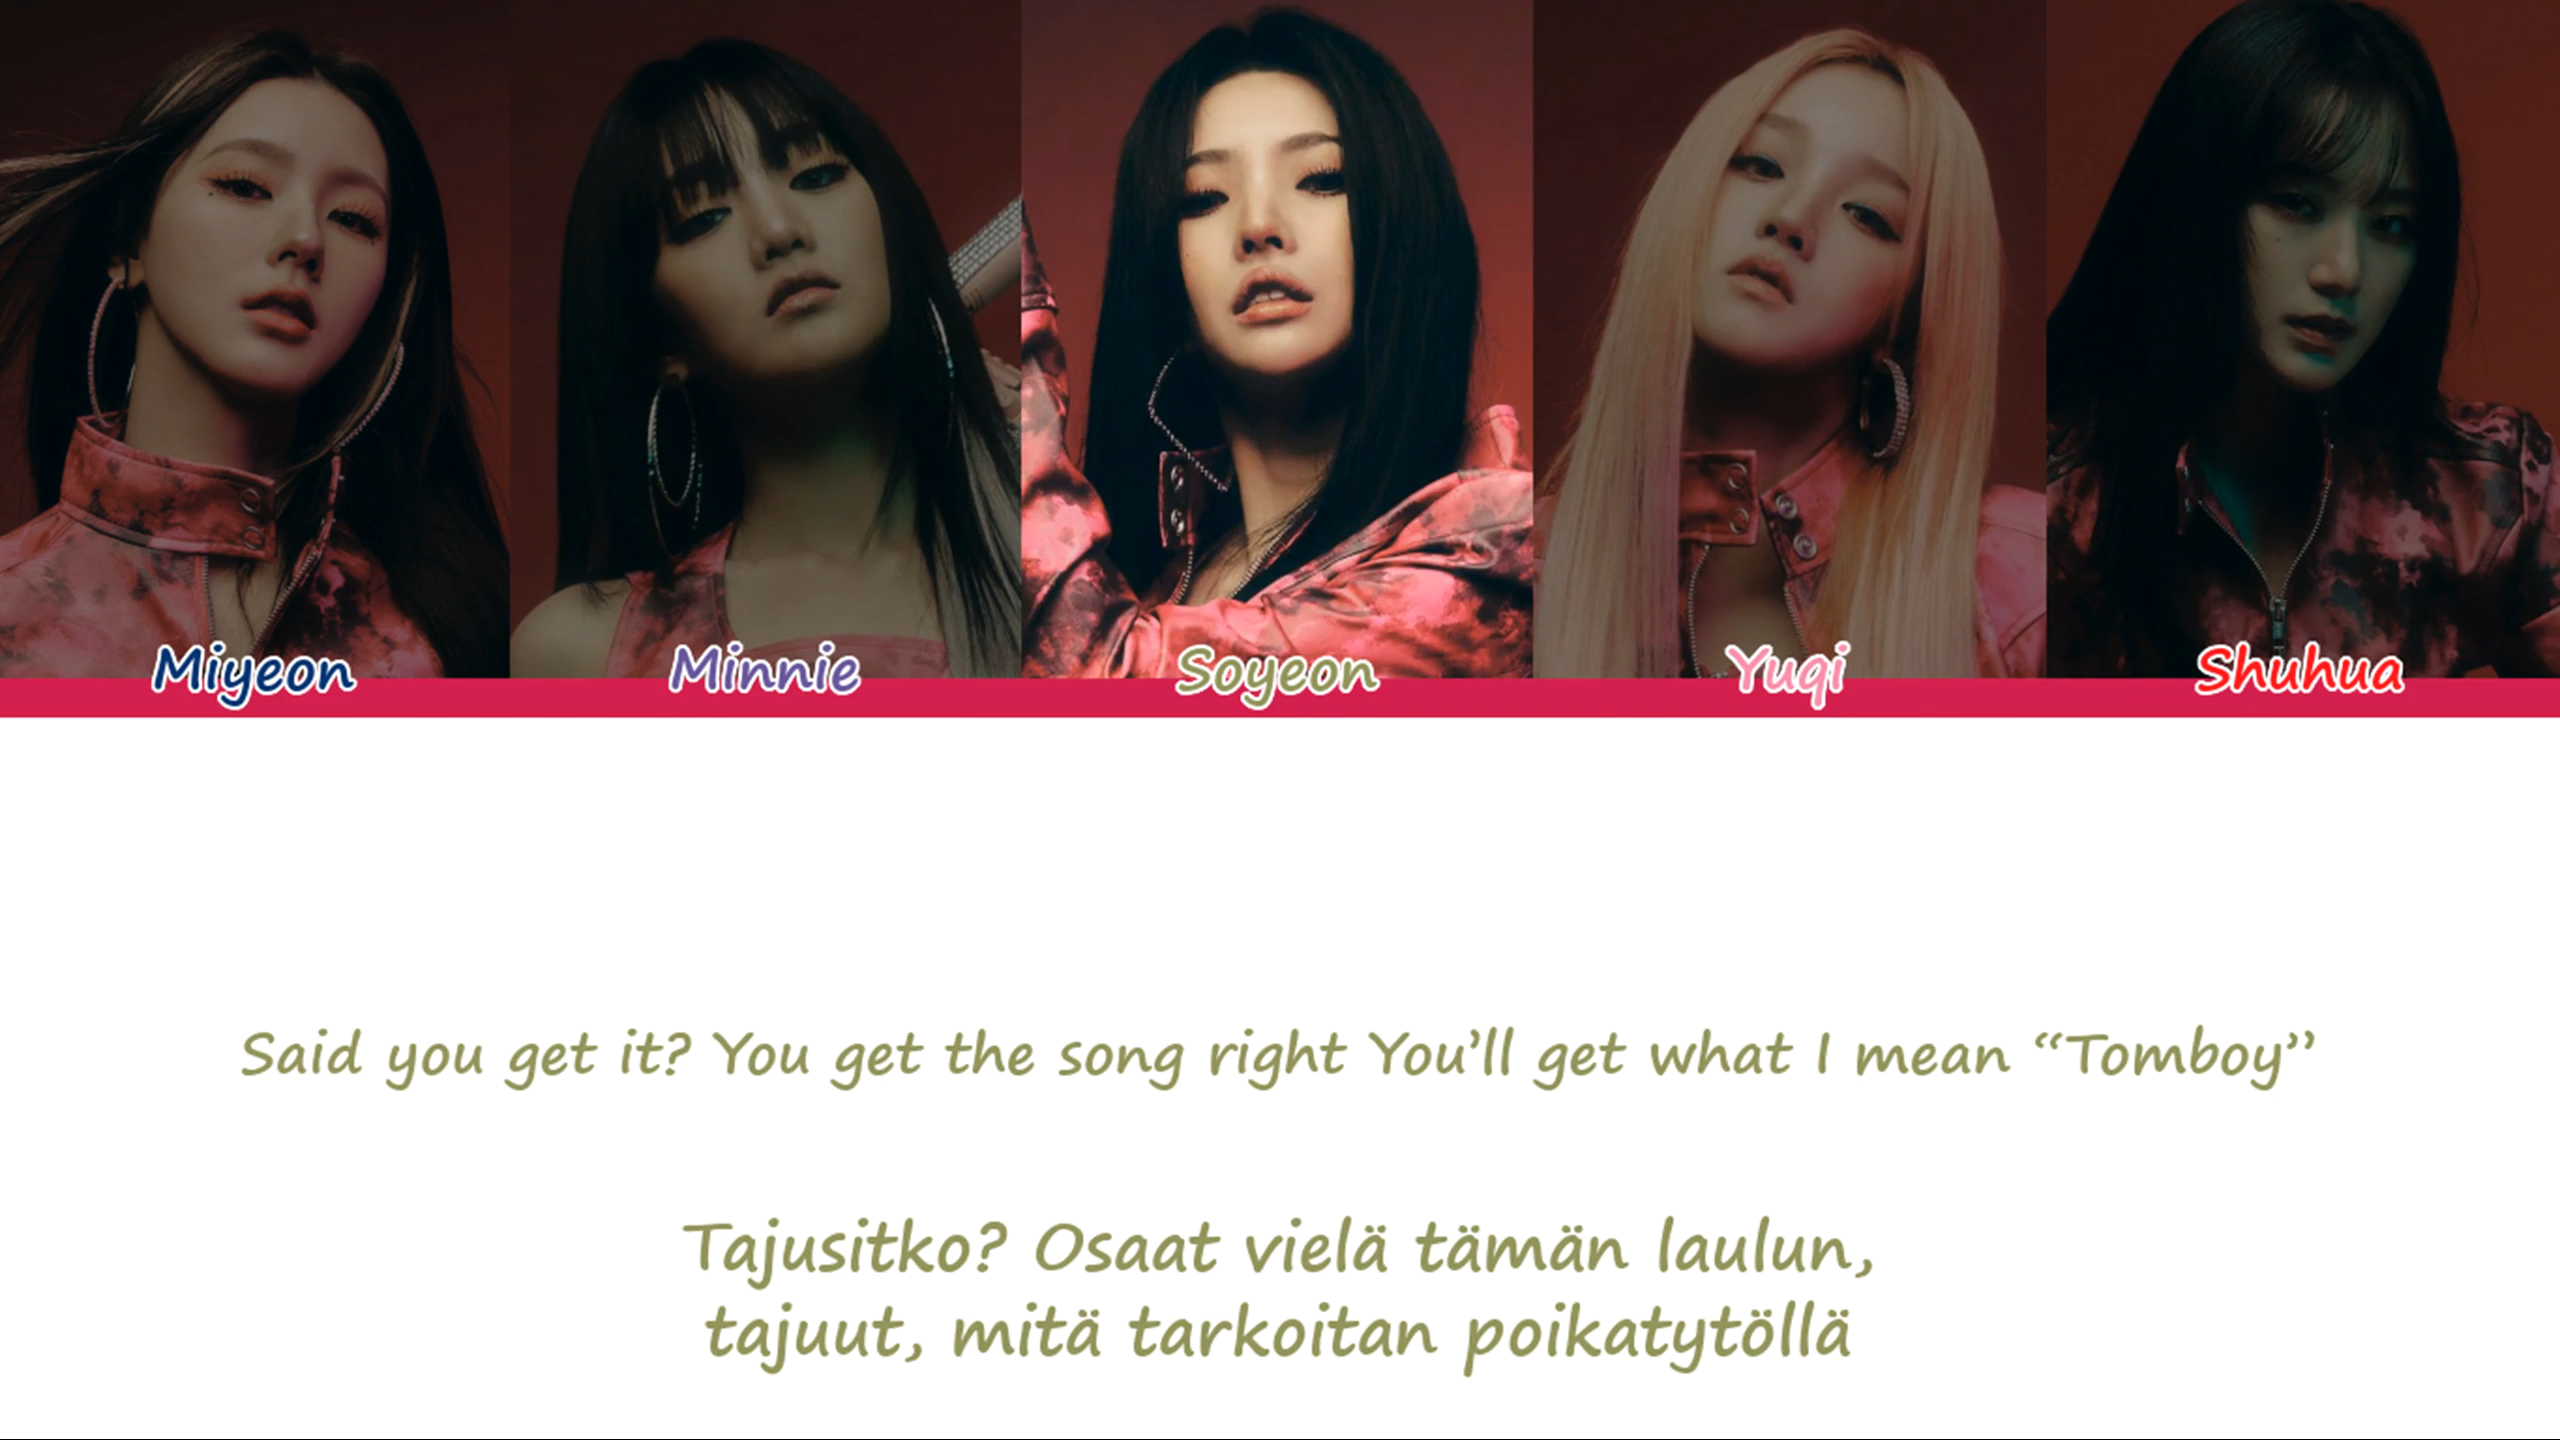 Miyeon
Minnie
Soyeon
Yuqi
Shuhua
Said you get it? You get the song right You’ll get what I mean “Tomboy”
Tajusitko? Osaat vielä tämän laulun,
tajuut, mitä tarkoitan poikatytöllä